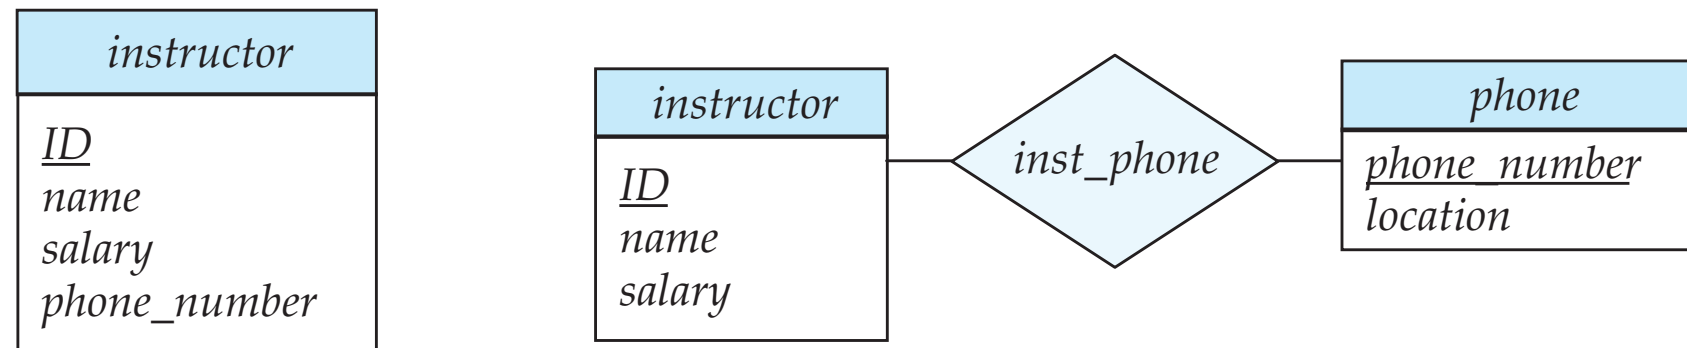 instructor
ID
name
salary
phone_number
instructor
ID
name
salary
inst_phone
phone
phone_number
location